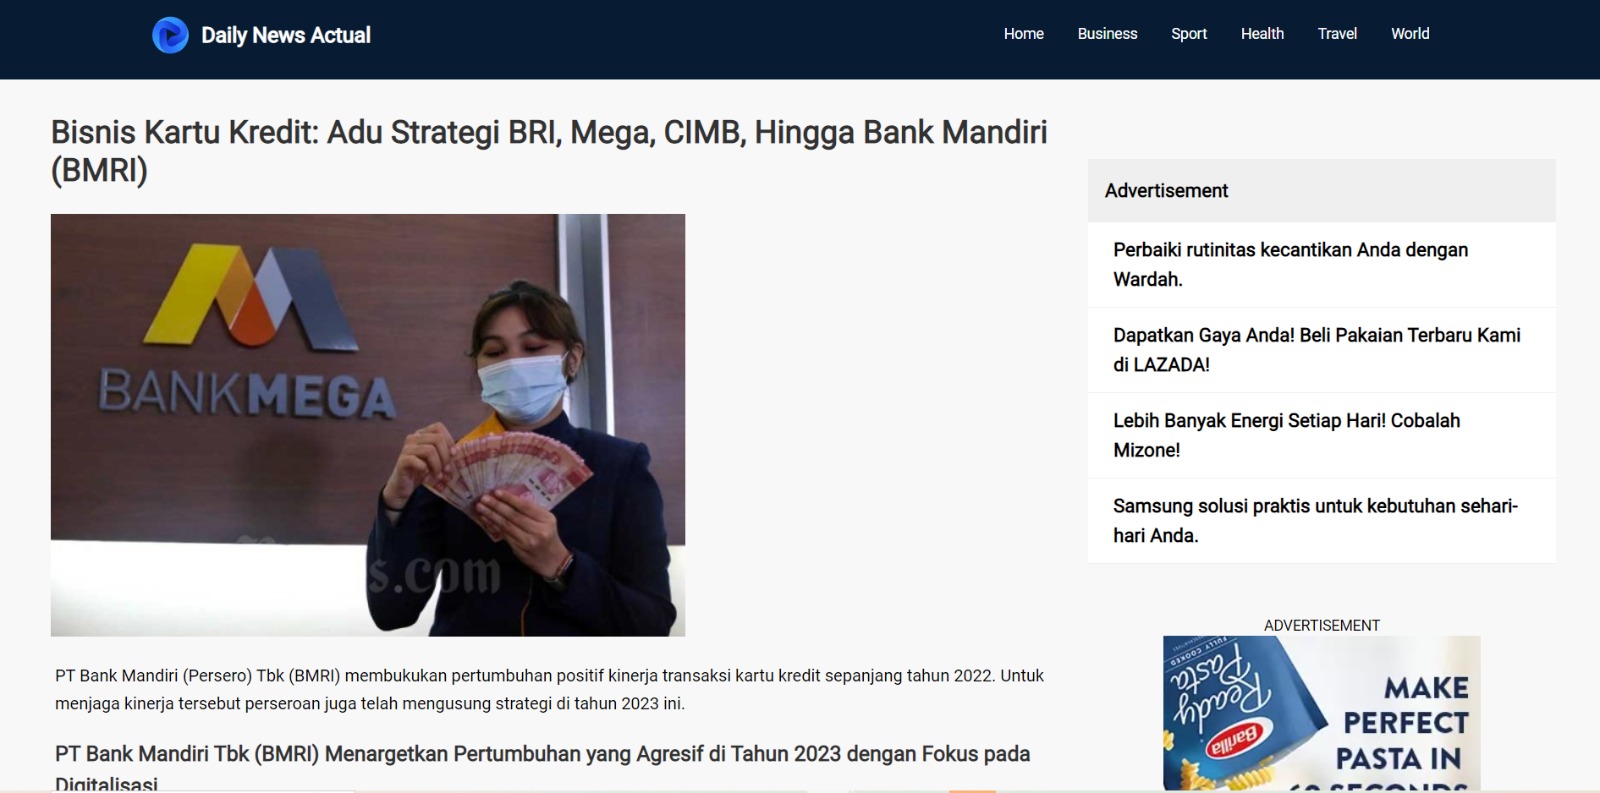 Daily News Actual
Home Business Sport Health Travel World
Bisnis Kartu Kredit: Adu Strategi BRI, Mega, CIMB, Hingga Bank Mandiri
(BMRI)
BANKMEGA
s.com
PT Bank Mandiri (Persero) Tbk (BMRI) membukukan pertumbuhan positif kinerja transaksi kartu kredit sepanjang tahun 2022. Untuk
menjaga kinerja tersebut perseroan juga telah mengusung strategi di tahun 2023 ini.
PT Bank Mandiri Tbk (BMRI) Menargetkan Pertumbuhan yang Agresif di Tahun 2023 dengan Fokus pada
Digitalisasi
Advertisement
Perbaiki rutinitas kecantikan Anda dengan
Wardah.
Dapatkan Gaya Anda! Beli Pakaian Terbaru Kami
di LAZADA!
Lebih Banyak Energi Setiap Hari! Cobalah
Mizone!
Samsung solusi praktis untuk kebutuhan sehari-
hari Anda.
ADVERTISEMENT
FULLY COOKED
Ready
Pasta
Barilla
MAKE
PERFECT
PASTA IN
60 SECONDS